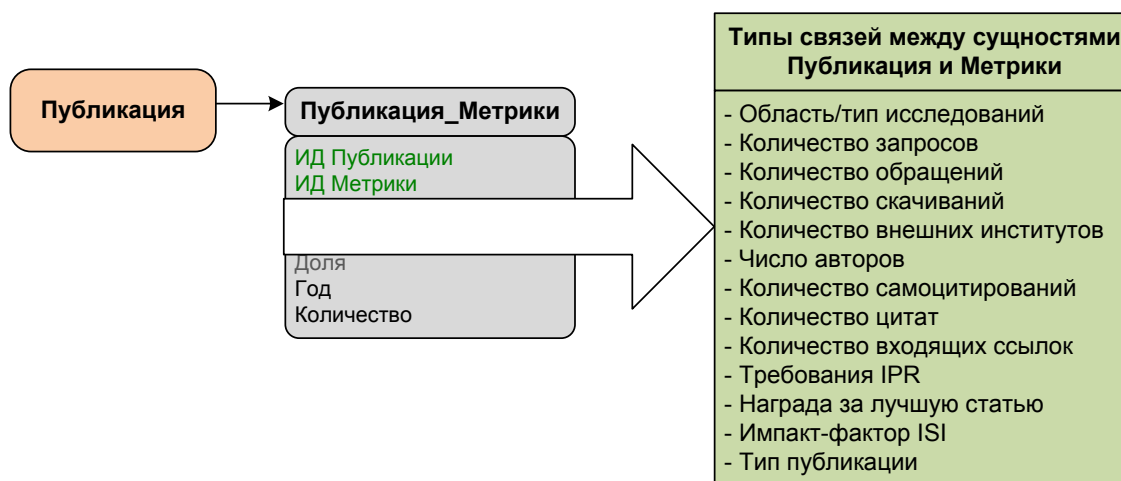 Публикация
Публикация_Метрики
ИД Публикации
ИД Метрики
Доля
Год
Количество
Типы связей между сущностями
Публикация и Метрики
- Область/тип исследований
- Количество запросов
- Количество обращений
- Количество скачиваний
- Количество внешних институтов
- Число авторов
- Количество самоцитирований
- Количество цитат
- Количество входящих ссылок
- Требования IPR
- Награда за лучшую статью
- Импакт-фактор ISI
- Тип публикации